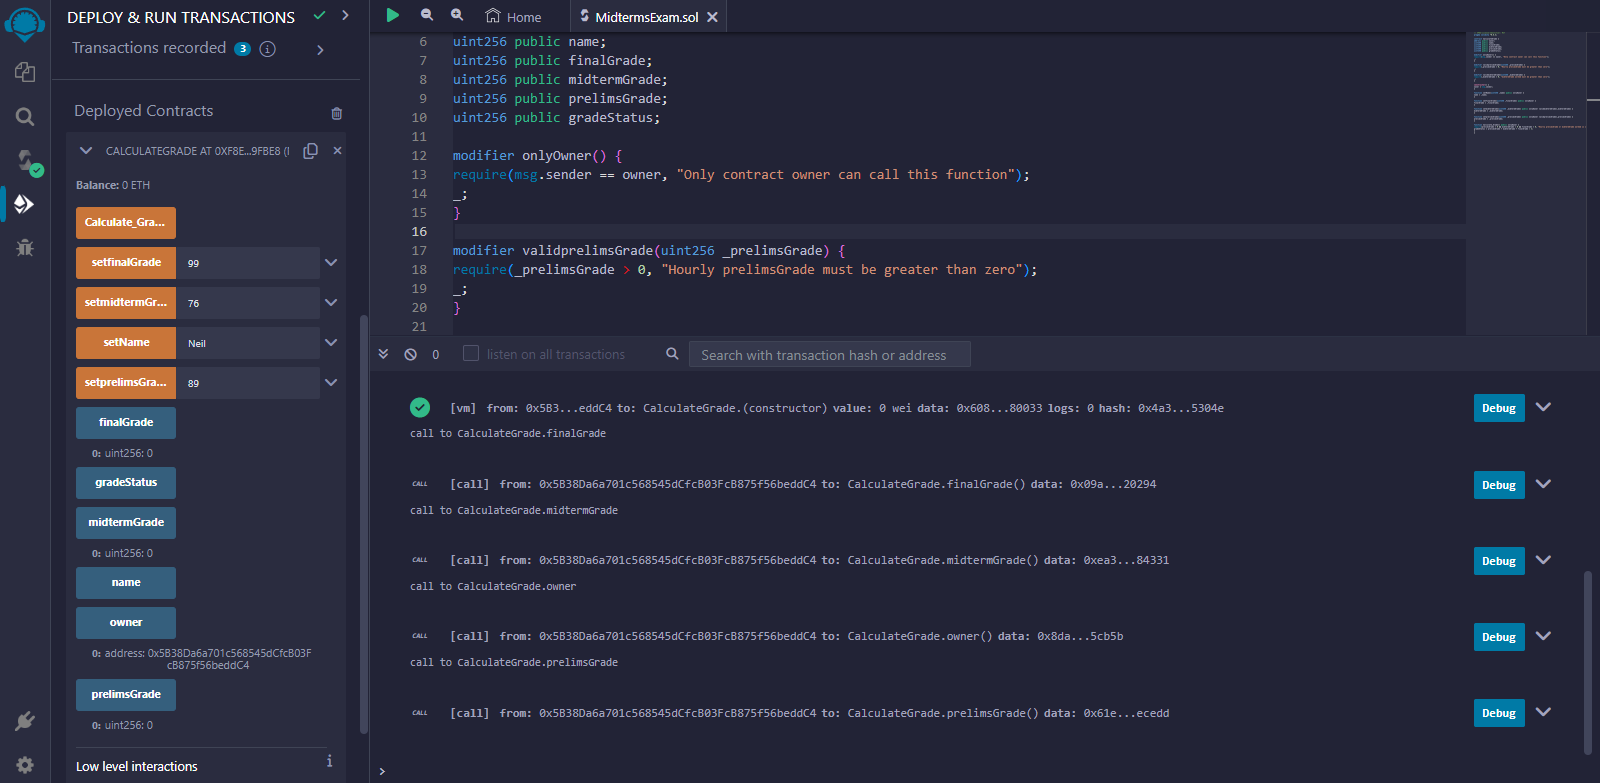 DEPLOY & RUN TRANSACTIONS
Transactions recorded 3 i
Deployed Contracts
CALCULATEGRADE AT 0XF8E...9FBE8 (
Balance: 0 ETH
Calculate_Gra...
setfinalGrade 99
setmidtermGr... 76
setName Neil
setprelimsGra... 89
finalGrade
0: uint256: 0
gradeStatus
midtermGrade
0: uint256: 0
name
owner
0: address: 0x5B38Da6a701c568545dCfcB03F
cB875f56beddC4
prelimsGrade
0: uint256: 0
Low level interactions i
Home MidtermsExam.sol
6 uint256 public name;
7 uint256 public finalGrade;
8 uint256 public midtermGrade;
9 uint256 public prelimsGrade;
10 uint256 public gradeStatus;
11
12 modifier onlyOwner() {
13 require(msg.sender == owner, "Only contract owner can call this function");
14 _;
15 }
16
17 modifier validprelimsGrade(uint256 _prelimsGrade) {
18 require(_prelimsGrade > 0, "Hourly prelimsGrade must be greater than zero");
19 _;
20 }
21
0 listen on all transactions Search with transaction hash or address
[vm] from: 0x5B3...eddC4 to: CalculateGrade.(constructor) value: 0 wei data: 0x608...80033 logs: 0 hash: 0x4a3...5304e Debug
call to CalculateGrade.finalGrade
CALL [call] from: 0x5B38Da6a701c568545dCfcB03FcB875f56beddC4 to: CalculateGrade.finalGrade() data: 0x09a...20294 Debug
call to CalculateGrade.midtermGrade
CALL [call] from: 0x5B38Da6a701c568545dCfcB03FcB875f56beddC4 to: CalculateGrade.midtermGrade() data: 0xea3...84331 Debug
call to CalculateGrade.owner
CALL [call] from: 0x5B38Da6a701c568545dCfcB03FcB875f56beddC4 to: CalculateGrade.owner() data: 0x8da...5cb5b Debug
call to CalculateGrade.prelimsGrade
CALL [call] from: 0x5B38Da6a701c568545dCfcB03FcB875f56beddC4 to: CalculateGrade.prelimsGrade() data: 0x61e...ecedd Debug
>